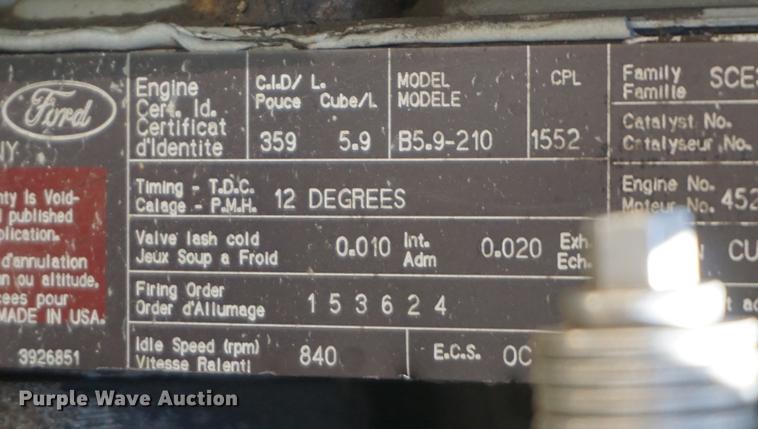 Ford
nty is Void-
published
plication.
d'annulation
n ou altitude,
cees pour
MADE IN USA.
3926851
Engine
Cert. Id.
Certificat
d'Identite
C.I.D/ L.
Pouce Cube/L
359 5.9
MODEL
MODELE
B5.9-210
CPL
1552
Family
Famille SCE
Catalyst No.
Catalyseur No.
Timing - T.D.C.
Calage - P.M.H. 12 DEGREES
Engine No.
Moteur No. 452
Valve lash cold
Jeux Soup a Froid
0.010 Int.
Adm
0.020 Exh.
Ech.
CU
Firing Order
Order d'Allumage
1 5 3 6 2 4
Idle Speed (rpm)
Vitesse Ralenti
840
E.C.S. OC
Purple Wave Auction